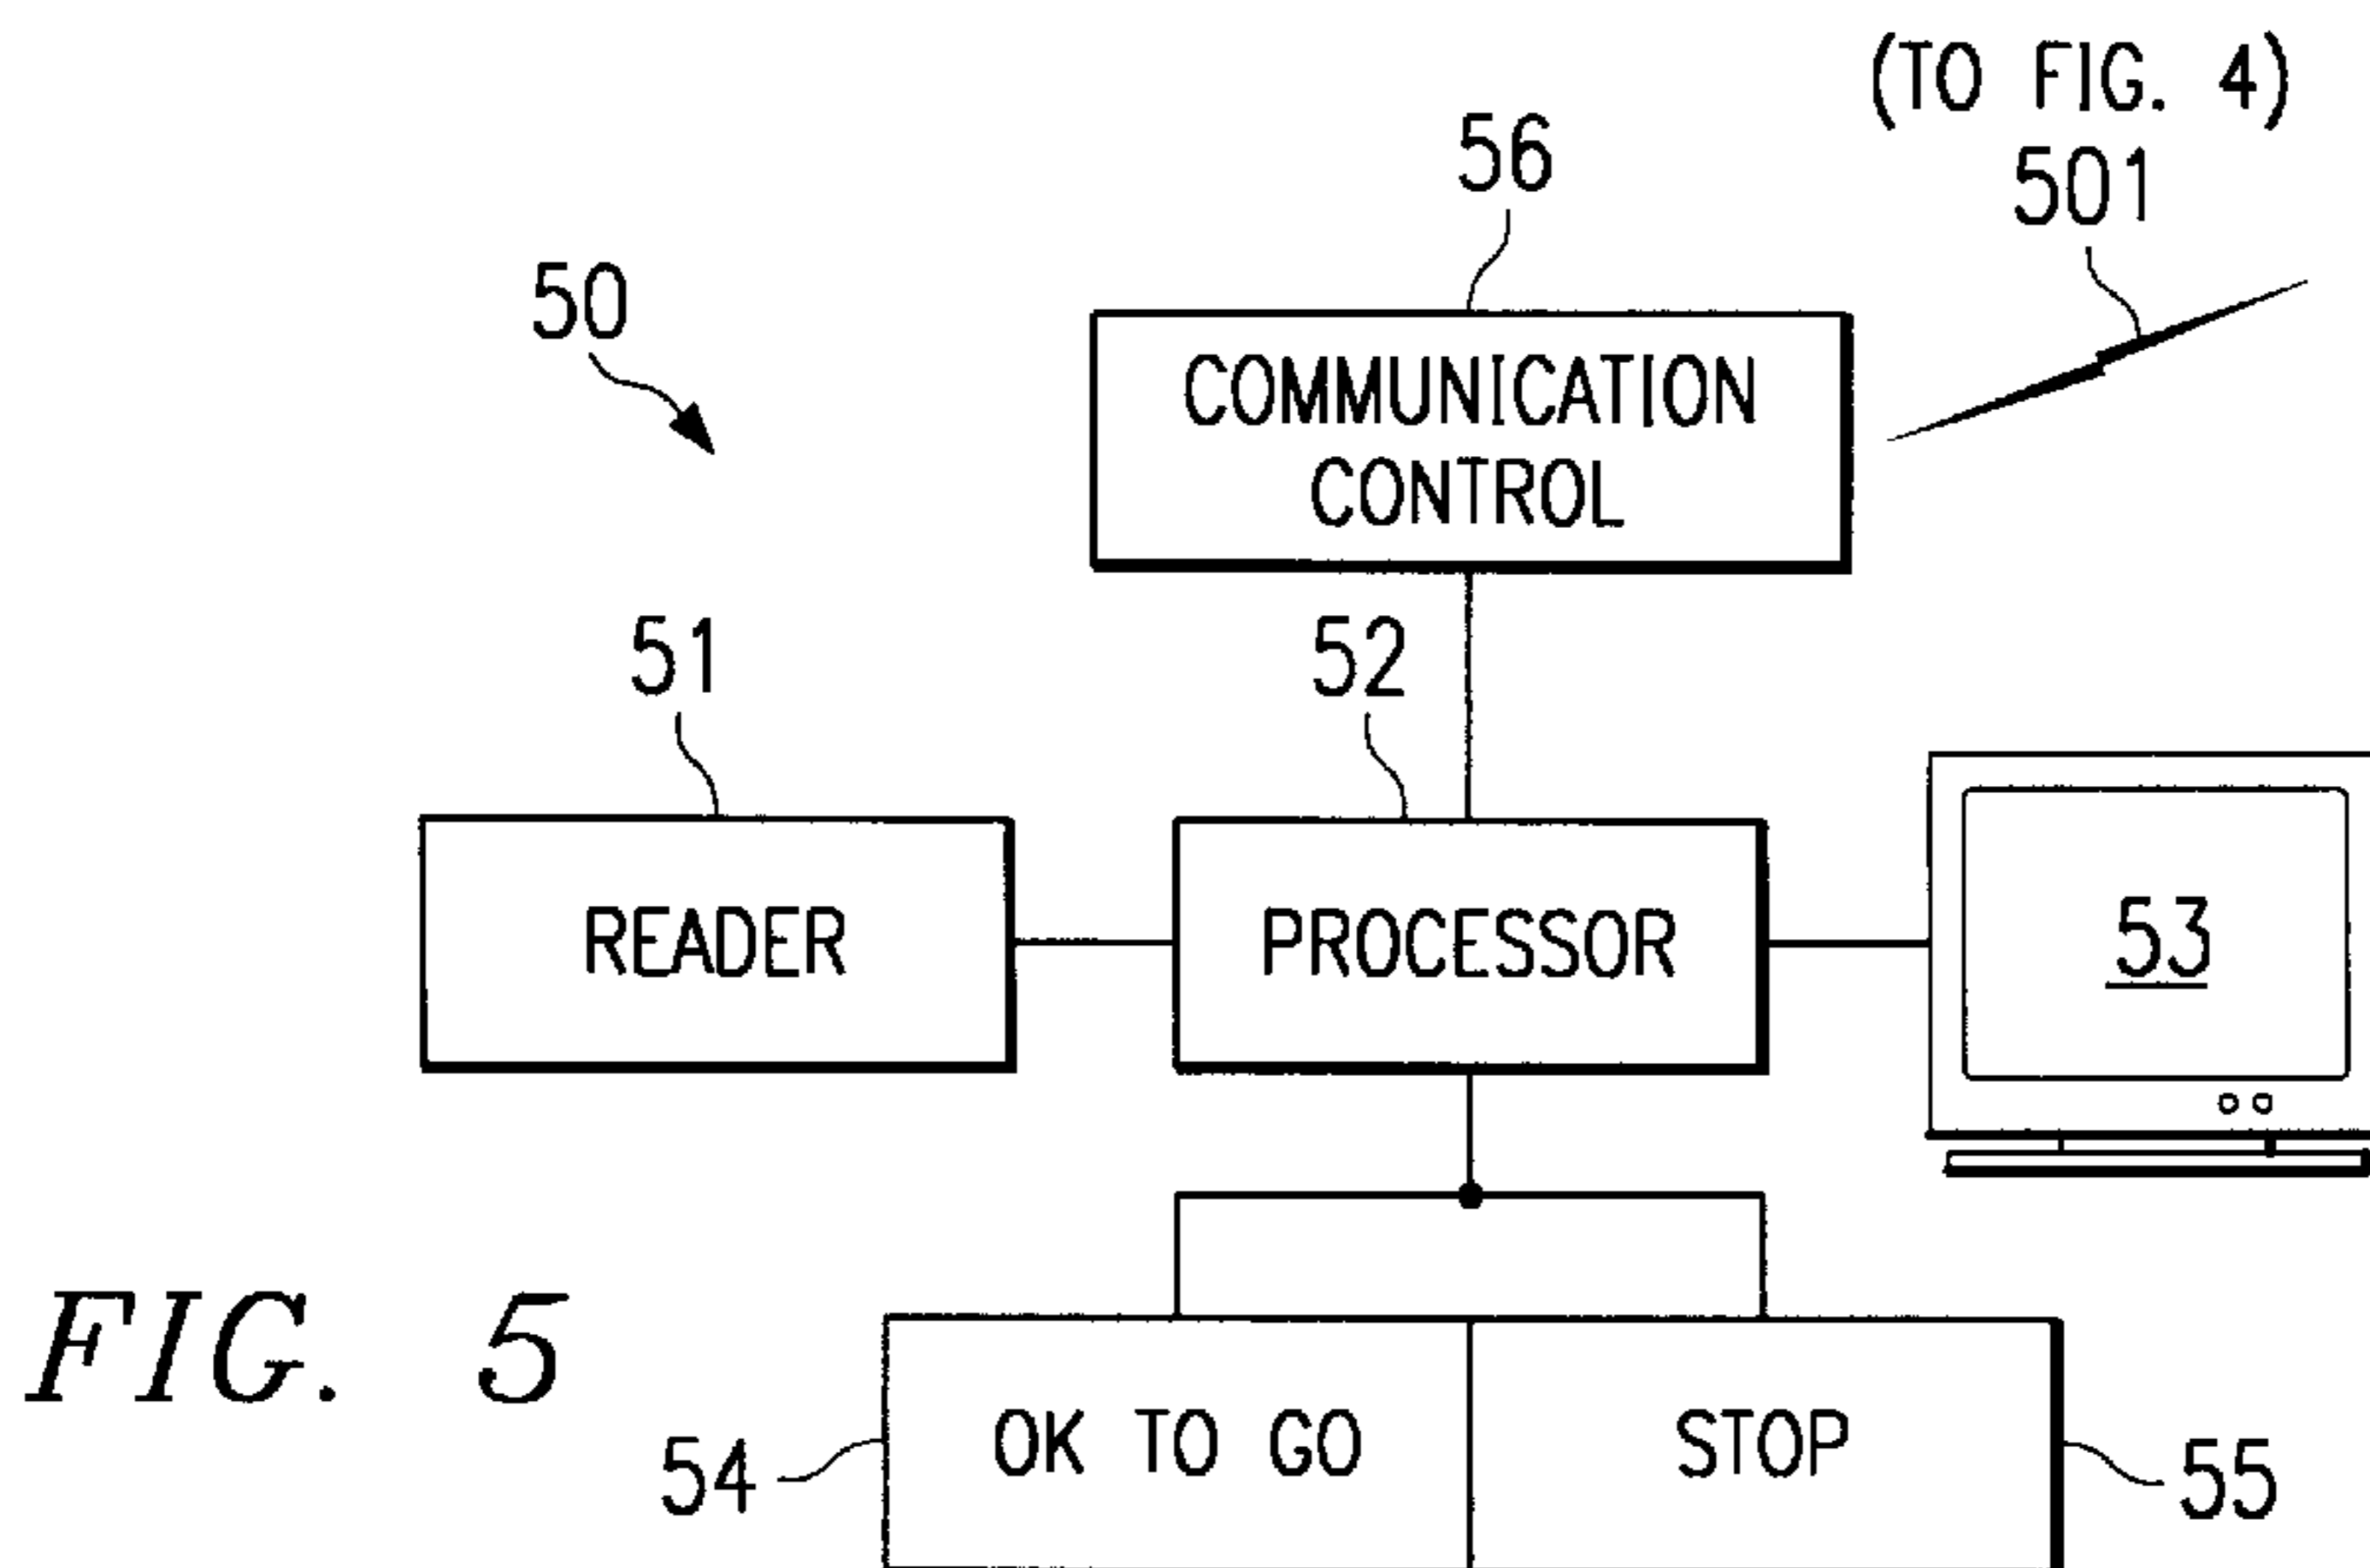 (TO FIG. 4)
501
56
50
COMMUNICATION
CONTROL
51
52
READER
PROCESSOR
53
FIG. 5
54
OK TO GO
STOP
55